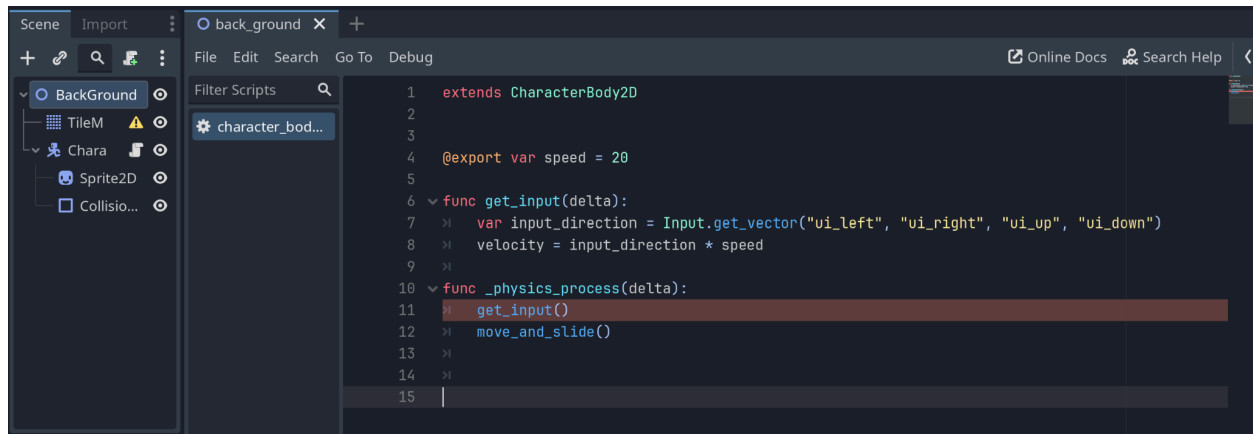 Scene Import
back_ground
File Edit Search Go To Debug
Online Docs Search Help
BackGround
TileM
Chara
Sprite2D
Collisio...
Filter Scripts
character_bod...
1 extends CharacterBody2D
2
3
4 @export var speed = 20
5
6 func get_input(delta):
7 var input_direction = Input.get_vector("ui_left", "ui_right", "ui_up", "ui_down")
8 velocity = input_direction * speed
9
10 func _physics_process(delta):
11 get_input()
12 move_and_slide()
13
14
15